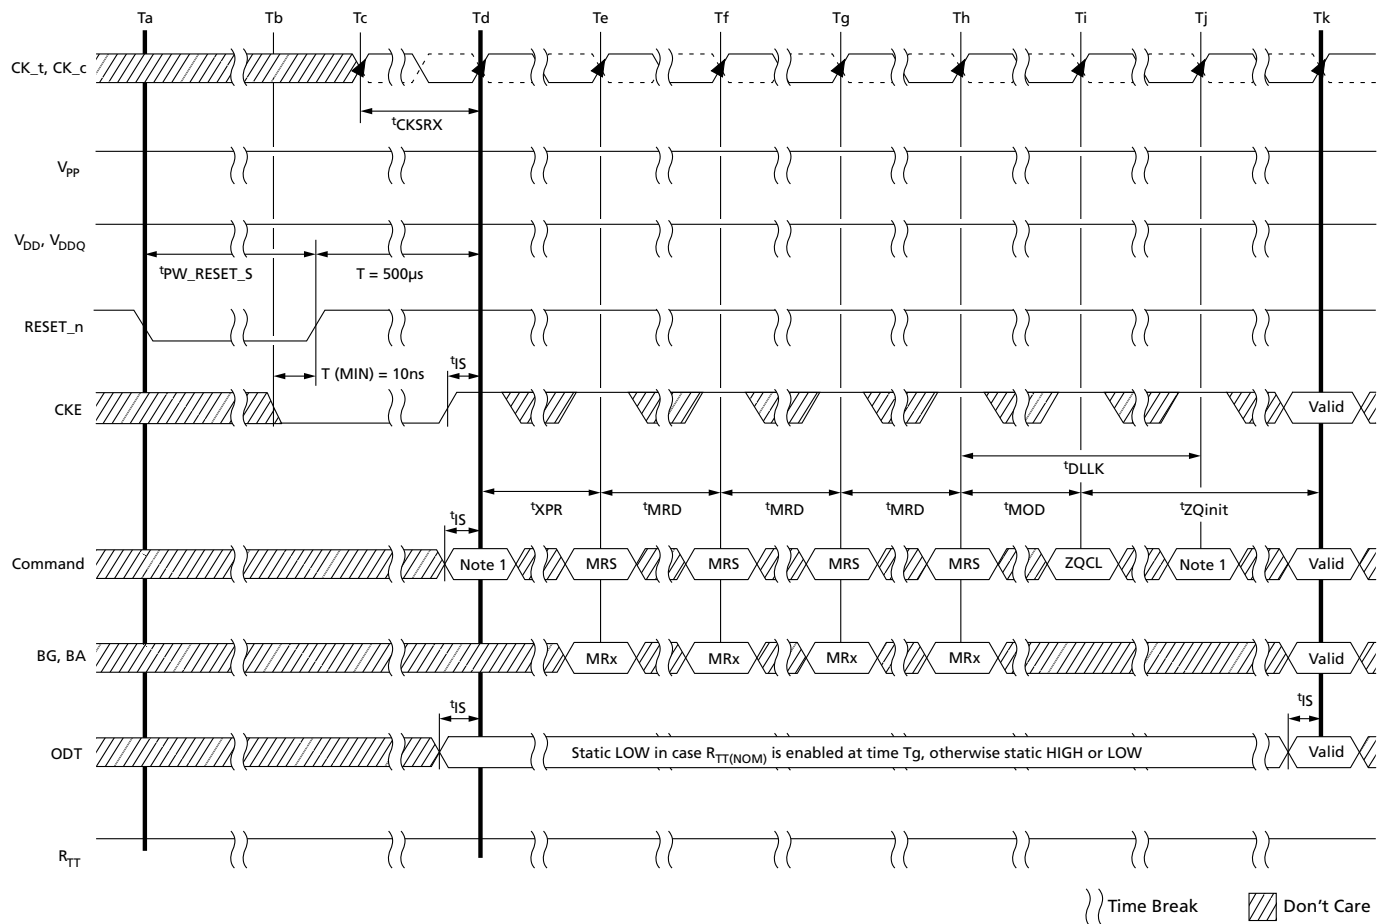 Ta Tb Tc Td Te Tf Tg Th Ti Tj Tk
CK_t, CK_c
tCKSRX
VPP
VDD, VDDQ
tPW_RESET_S T = 500µs
RESET_n
T (MIN) = 10ns tIS
CKE Valid
tDLLK
tXPR tMRD tMRD tMRD tMOD tZQinit
tIS
Command Note 1 MRS MRS MRS MRS ZQCL Note 1 Valid
BG, BA MRx MRx MRx MRx Valid
tIS tIS
ODT Static LOW in case RTT(NOM) is enabled at time Tg, otherwise static HIGH or LOW Valid
RTT
Time Break Don't Care